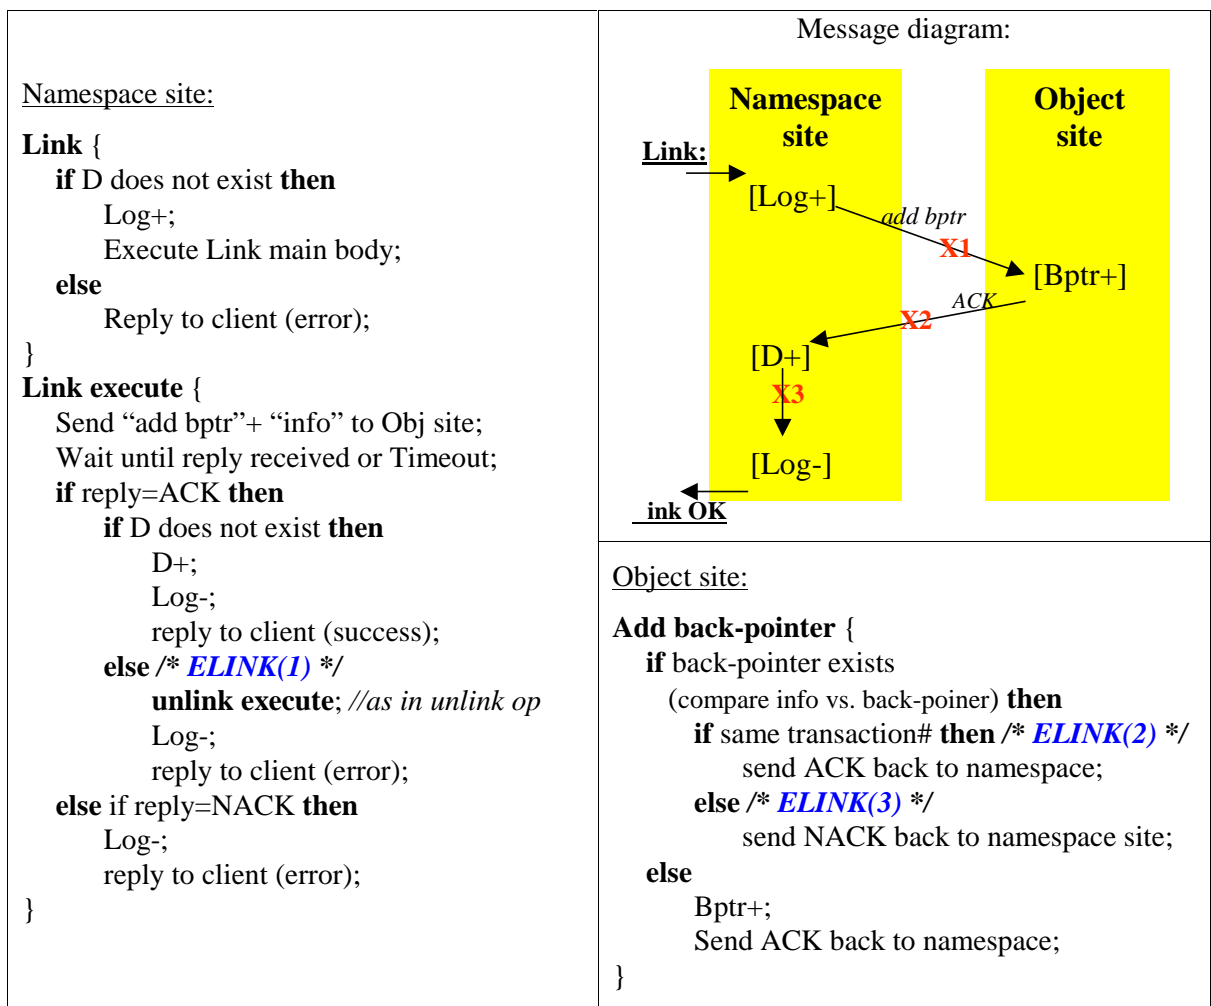 Namespace site:
Link {
if D does not exist then
Log+;
Execute Link main body;
else
Reply to client (error);
}
Link execute {
Send “add bptr”+ “info” to Obj site;
Wait until reply received or Timeout;
if reply=ACK then
if D does not exist then
D+;
Log-;
reply to client (success);
else /* ELINK(1) */
unlink execute; //as in unlink op
Log-;
reply to client (error);
else if reply=NACK then
Log-;
reply to client (error);
}
Message diagram:
Namespace
site
Object
site
Link:
[Log+]
add bptr
X1
[Bptr+]
ACK
X2
[D+]
X3
[Log-]
ink OK
Object site:
Add back-pointer {
if back-pointer exists
(compare info vs. back-poiner) then
if same transaction# then /* ELINK(2) */
send ACK back to namespace;
else /* ELINK(3) */
send NACK back to namespace site;
else
Bptr+;
Send ACK back to namespace;
}